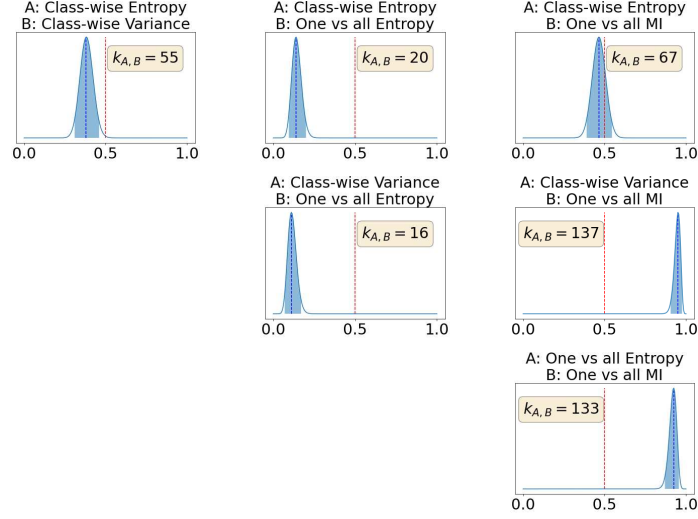 A: Class-wise Entropy
B: Class-wise Variance
k_{A, B} = 55
0.0 0.5 1.0
A: Class-wise Entropy
B: One vs all Entropy
k_{A, B} = 20
0.0 0.5 1.0
A: Class-wise Entropy
B: One vs all MI
k_{A, B} = 67
0.0 0.5 1.0
A: Class-wise Variance
B: One vs all Entropy
k_{A, B} = 16
0.0 0.5 1.0
A: Class-wise Variance
B: One vs all MI
k_{A, B} = 137
0.0 0.5 1.0
A: One vs all Entropy
B: One vs all MI
k_{A, B} = 133
0.0 0.5 1.0